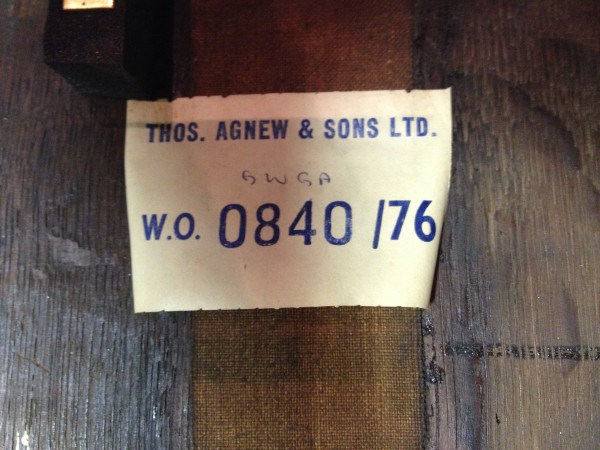 THOS. AGNEW & SONS LTD.
GWGA
W.O. 0840 /76